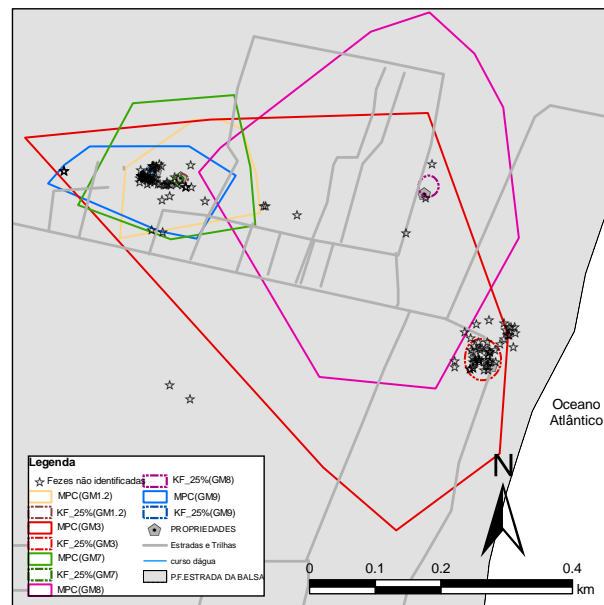 Oceano
Atlântico
N
Legenda
Fezes não identificadas
MPC(GM1.2)
KF_25%(GM1.2)
MPC(GM3)
KF_25%(GM3)
MPC(GM7)
KF_25%(GM7)
MPC(GM8)
KF_25%(GM8)
MPC(GM9)
KF_25%(GM9)
PROPRIEDADES
Estradas e Trilhas
curso dágua
P.F.ESTRADA DA BALSA
0 0.1 0.2 0.4
km